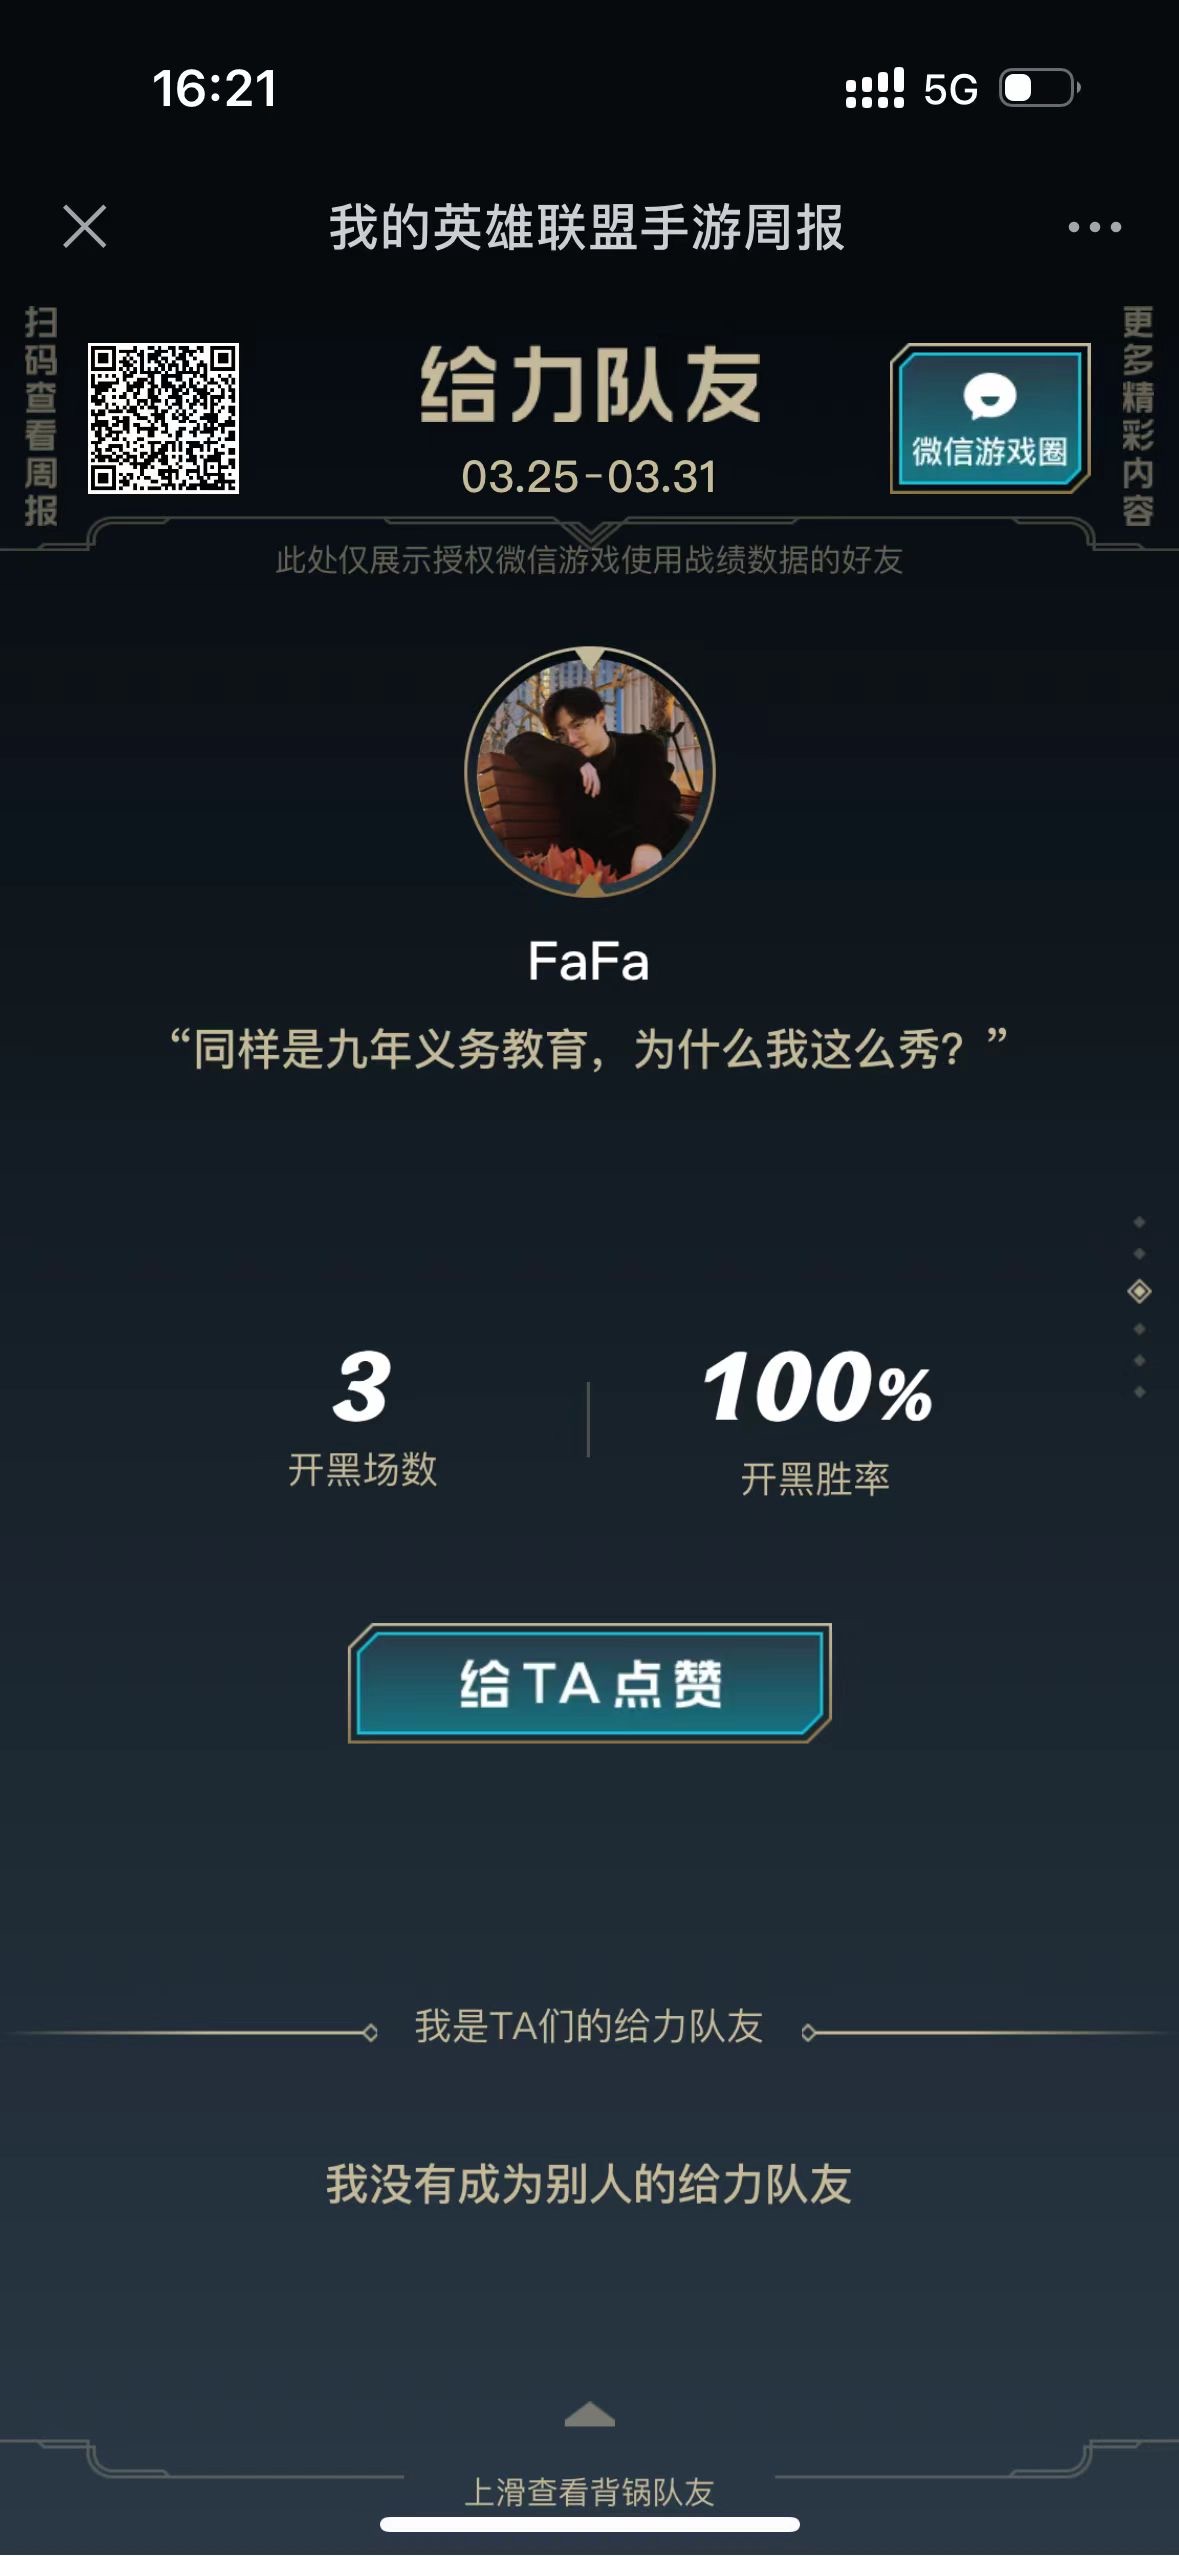 16:21
5G
我的英雄联盟手游周报
扫码查看周报
给力队友
03.25-03.31
微信游戏圈
更多精彩内容
此处仅展示授权微信游戏使用战绩数据的好友
FaFa
“同样是九年义务教育，为什么我这么秀？”
3
开黑场数
100%
开黑胜率
给TA点赞
我是TA们的给力队友
我没有成为别人的给力队友
上滑查看背锅队友